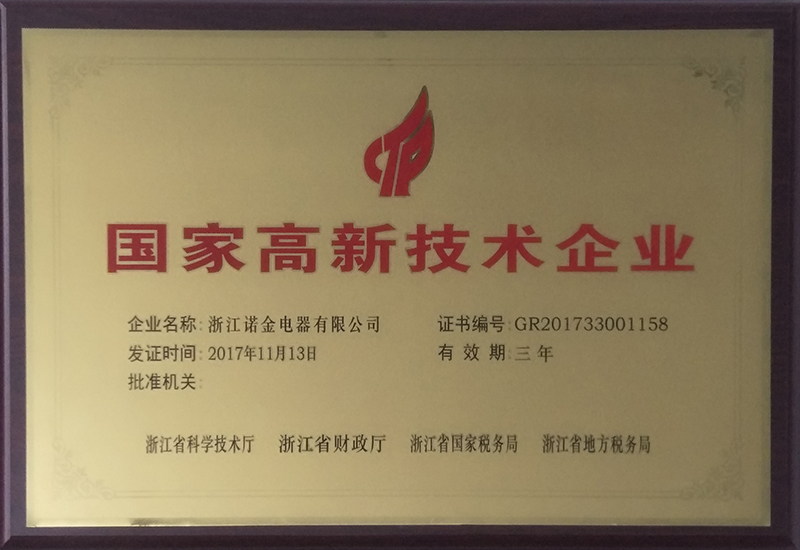 国家高新技术企业
企业名称:浙江诺金电器有限公司 证书编号:GR201733001158
发证时间:2017年11月13日 有 效 期:三年
批准机关:
浙江省科学技术厅 浙江省财政厅 浙江省国家税务局 浙江省地方税务局